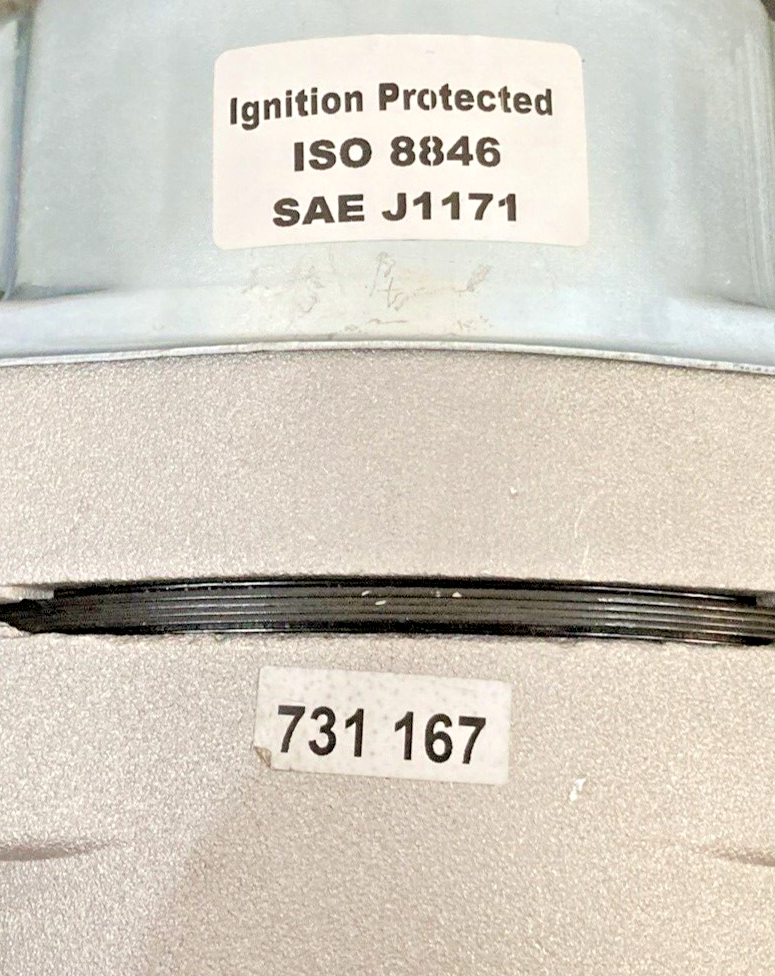 Ignition Protected
ISO 8846
SAE J1171
731 167